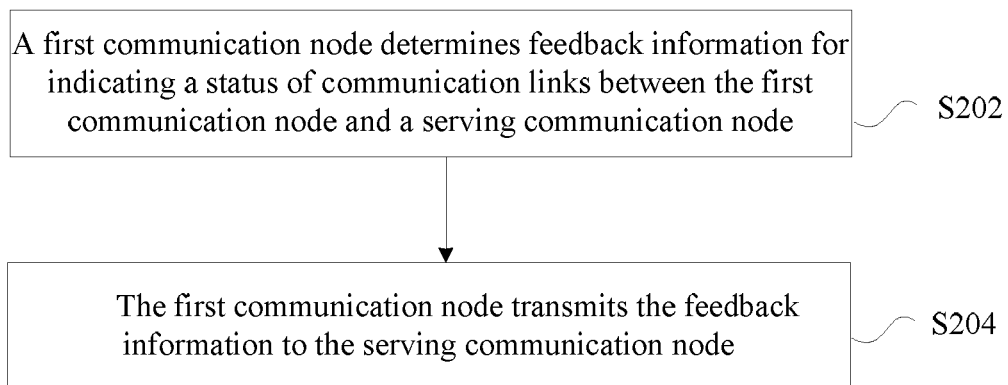 A first communication node determines feedback information for
indicating a status of communication links between the first
communication node and a serving communication node
S202
The first communication node transmits the feedback
information to the serving communication node
S204